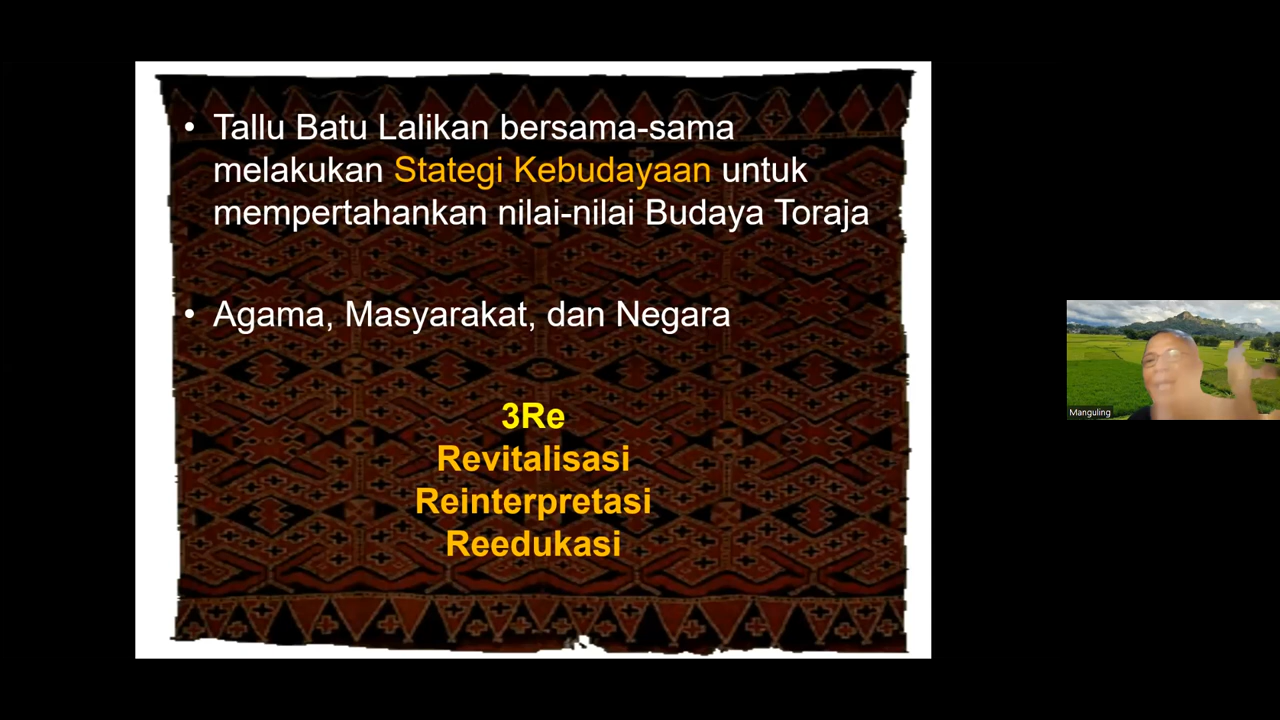 • Tallu Batu Lalikan bersama-sama
melakukan Stategi Kebudayaan untuk
mempertahankan nilai-nilai Budaya Toraja
• Agama, Masyarakat, dan Negara
3Re
Revitalisasi
Reinterpretasi
Reedukasi
Manguling